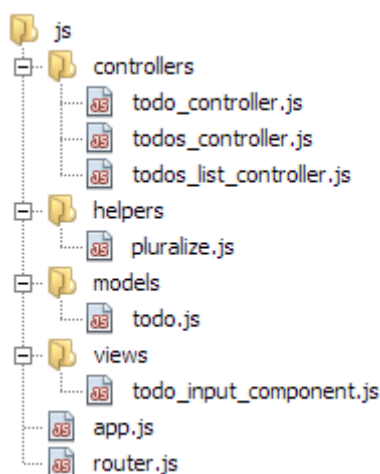 js
controllers
todo_controller.js
todos_controller.js
todos_list_controller.js
helpers
pluralize.js
models
todo.js
views
todo_input_component.js
app.js
router.js